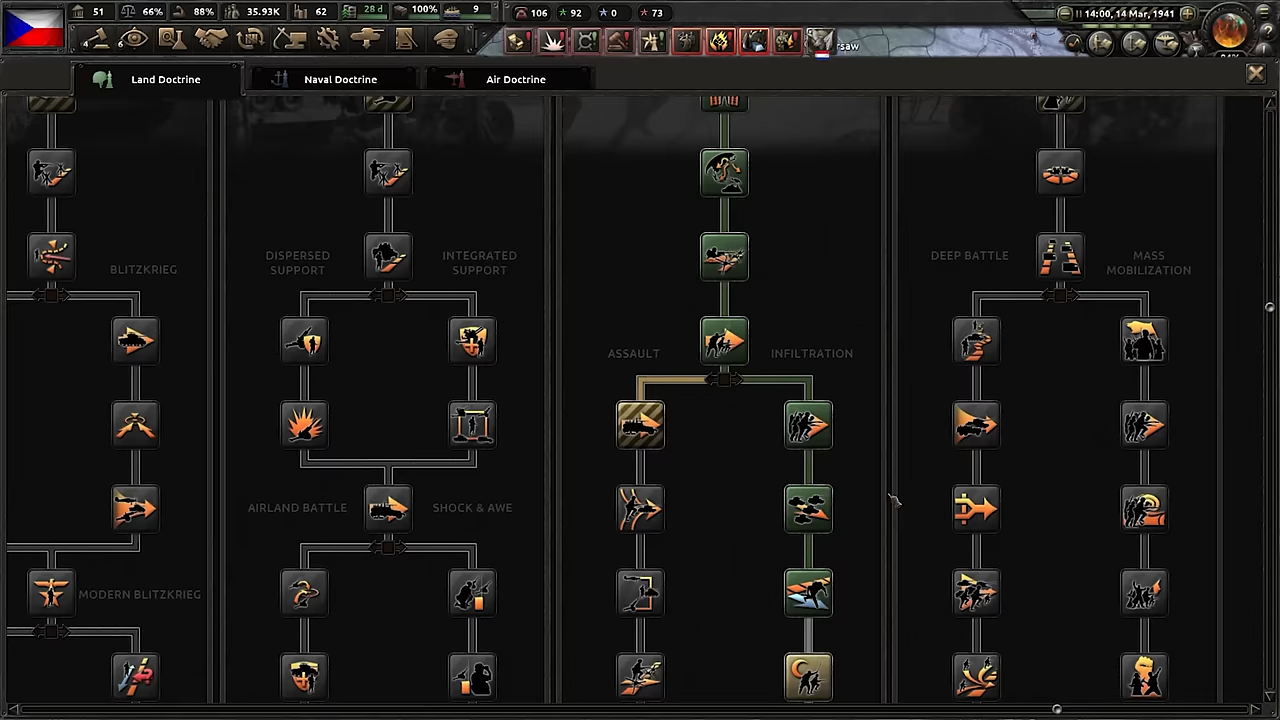 51 66% 88% 35.93K 62 28 d 100% 9 106 92 0 73 14:00, 14 Mar, 1941
4 6
Land Doctrine Naval Doctrine Air Doctrine
BLITZKRIEG
DISPERSED
SUPPORT
INTEGRATED
SUPPORT
ASSAULT
INFILTRATION
DEEP BATTLE
MASS
MOBILIZATION
AIRLAND BATTLE
SHOCK & AWE
MODERN BLITZKRIEG